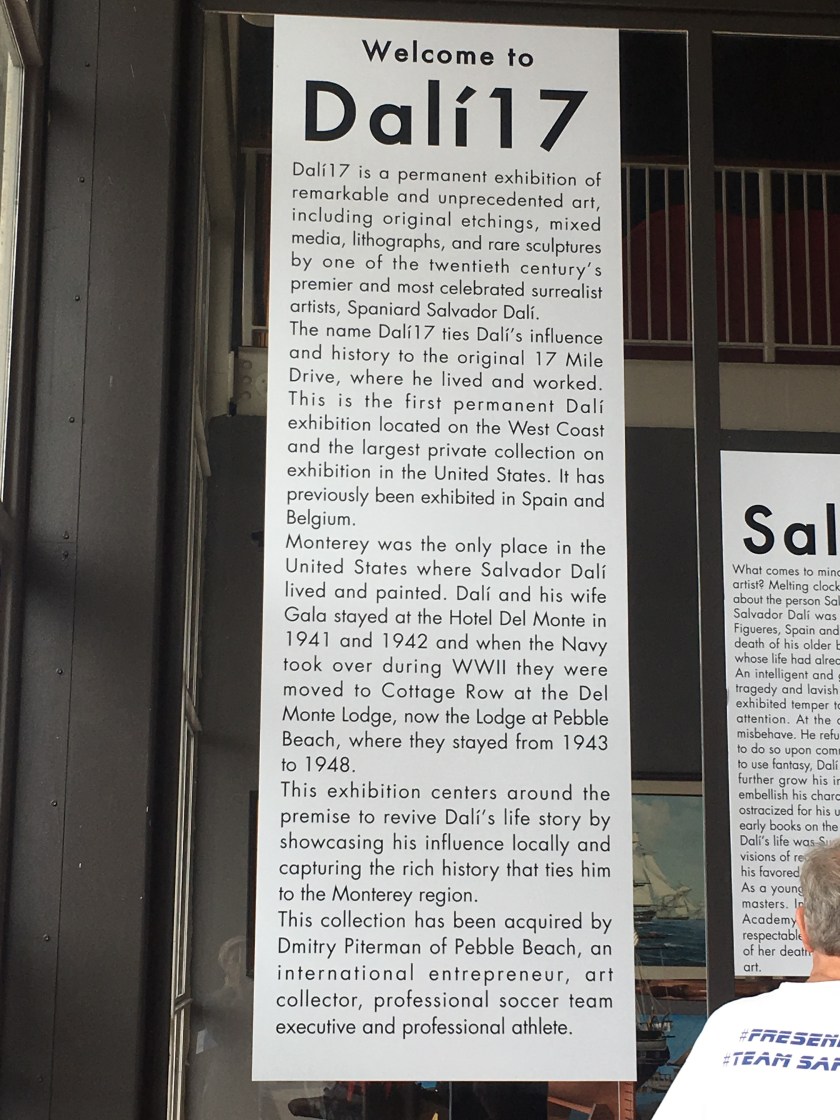 Welcome to
Dalí17
Dalí17 is a permanent exhibition of
remarkable and unprecedented art,
including original etchings, mixed
media, lithographs, and rare sculptures
by one of the twentieth century's
premier and most celebrated surrealist
artists, Spaniard Salvador Dalí.
The name Dalí17 ties Dalí's influence
and history to the original 17 Mile
Drive, where he lived and worked.
This is the first permanent Dalí
exhibition located on the West Coast
and the largest private collection on
exhibition in the United States. It has
previously been exhibited in Spain and
Belgium.
Monterey was the only place in the
United States where Salvador Dalí
lived and painted. Dalí and his wife
Gala stayed at the Hotel Del Monte in
1941 and 1942 and when the Navy
took over during WWII they were
moved to Cottage Row at the Del
Monte Lodge, now the Lodge at Pebble
Beach, where they stayed from 1943
to 1948.
This exhibition centers around the
premise to revive Dalí's life story by
showcasing his influence locally and
capturing the rich history that ties him
to the Monterey region.
This collection has been acquired by
Dmitry Piterman of Pebble Beach, an
international entrepreneur, art
collector, professional soccer team
executive and professional athlete.
Sal
What comes to mind
artist? Melting clock
about the person Sal
Salvador Dalí was
Figueres, Spain and
death of his older b
whose life had alrea
An intelligent and
tragedy and lavish
exhibited temper ta
attention. At the
misbehave. He refu
to do so upon comm
to use fantasy, Dalí
further grow his
embellish his chara
ostracized for his u
early books on the
Dalí's life was
visions of
his favored
As a young
masters.
Academy
respectable
of her death
art.
#PRESEN
#TEAM